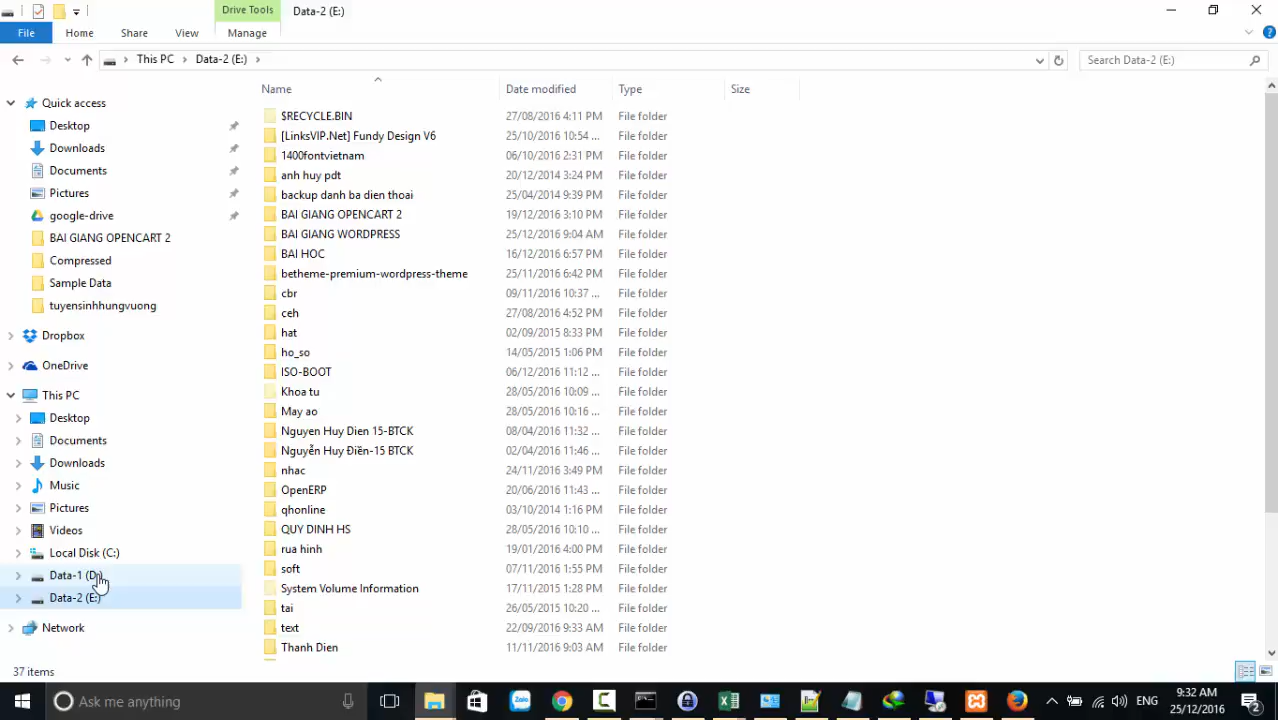 Drive Tools
Data-2 (E:)
File
Home
Share
View
Manage
This PC
Data-2 (E:)
Search Data-2 (E:)
Quick access
Desktop
Downloads
Documents
Pictures
google-drive
BAI GIANG OPENCART 2
Compressed
Sample Data
tuyensinhhungvuong
Dropbox
OneDrive
This PC
Desktop
Documents
Downloads
Music
Pictures
Videos
Local Disk (C:)
Data-1 (D:)
Data-2 (E:)
Network
Name Date modified Type Size
$RECYCLE.BIN 27/08/2016 4:11 PM File folder
[LinksVIP.Net] Fundy Design V6 25/10/2016 10:54 ... File folder
1400fontvietnam 06/10/2016 2:31 PM File folder
anh huy pdt 20/12/2014 3:24 PM File folder
backup danh ba dien thoai 25/04/2014 9:39 PM File folder
BAI GIANG OPENCART 2 19/12/2016 3:10 PM File folder
BAI GIANG WORDPRESS 25/12/2016 9:04 AM File folder
BAI HOC 16/12/2016 6:57 PM File folder
betheme-premium-wordpress-theme 25/11/2016 6:42 PM File folder
cbr 09/11/2016 10:37 ... File folder
ceh 27/08/2016 4:52 PM File folder
hat 02/09/2015 8:33 PM File folder
ho_so 14/05/2015 1:06 PM File folder
ISO-BOOT 06/12/2016 11:12 ... File folder
Khoa tu 28/05/2016 10:09 ... File folder
May ao 28/05/2016 10:16 ... File folder
Nguyen Huy Dien 15-BTCK 08/04/2016 11:32 ... File folder
Nguyễn Huy Điền-15 BTCK 02/04/2016 11:46 ... File folder
nhac 24/11/2016 3:49 PM File folder
OpenERP 20/06/2016 11:43 ... File folder
qhonline 03/10/2014 1:16 PM File folder
QUY DINH HS 28/05/2016 10:10 ... File folder
rua hinh 19/01/2016 4:00 PM File folder
soft 07/11/2016 1:55 PM File folder
System Volume Information 17/11/2015 1:28 PM File folder
tai 26/05/2015 10:20 ... File folder
text 22/09/2016 9:33 AM File folder
Thanh Dien 11/11/2016 9:03 AM File folder
37 items
Ask me anything
Zalo
ENG
9:32 AM
25/12/2016
2